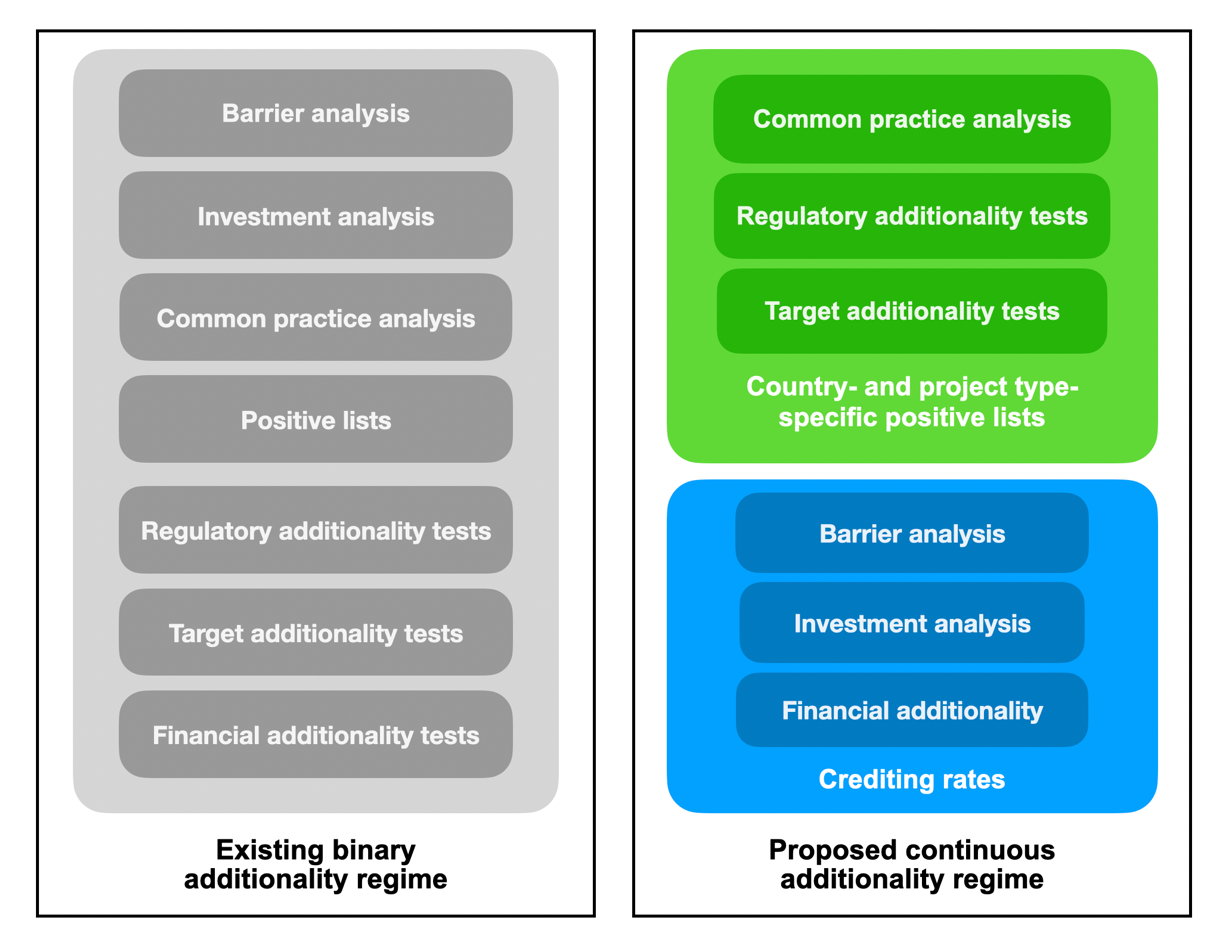 Barrier analysis
Investment analysis
Common practice analysis
Positive lists
Regulatory additionality tests
Target additionality tests
Financial additionality tests
Existing binary
additionality regime
Common practice analysis
Regulatory additionality tests
Target additionality tests
Country- and project type-
specific positive lists
Barrier analysis
Investment analysis
Financial additionality
Crediting rates
Proposed continuous
additionality regime